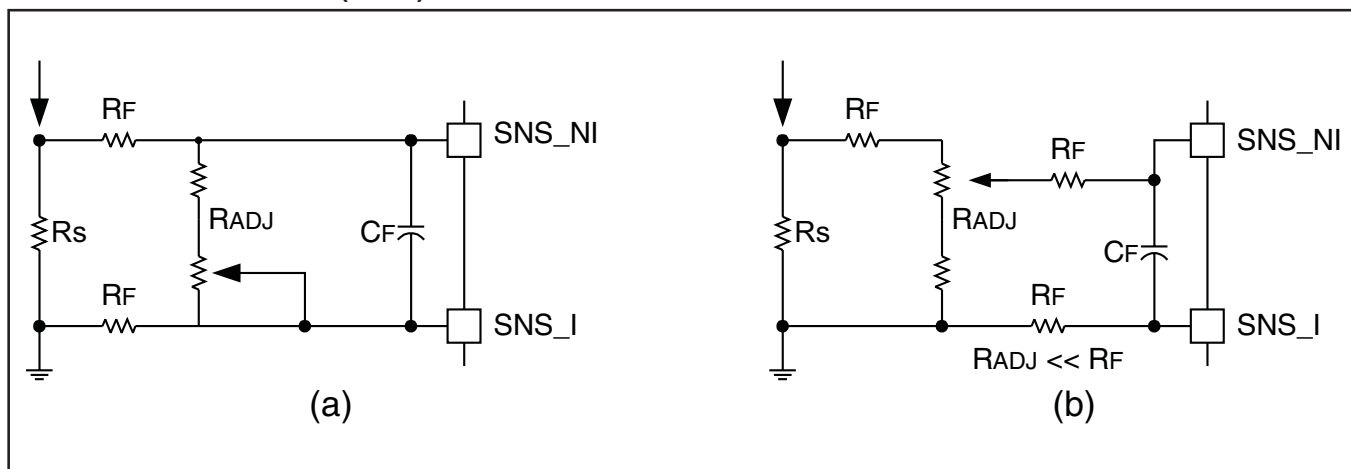 RF
SNS_NI
RADJ
Rs
CF
RF
SNS_I
(a)
RF
RF
SNS_NI
RADJ
Rs
CF
RF
SNS_I
RADJ << RF
(b)